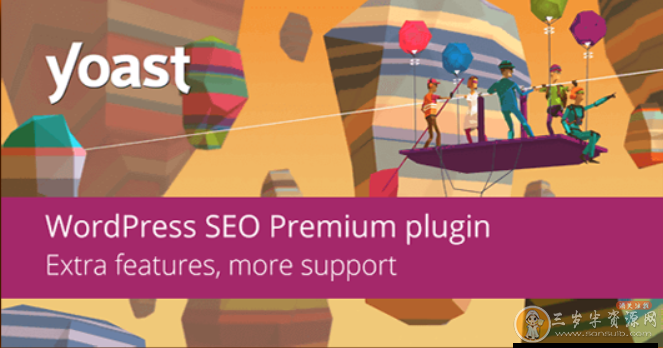 yoast
WordPress SEO Premium plugin
Extra features, more support
三岁半资源网